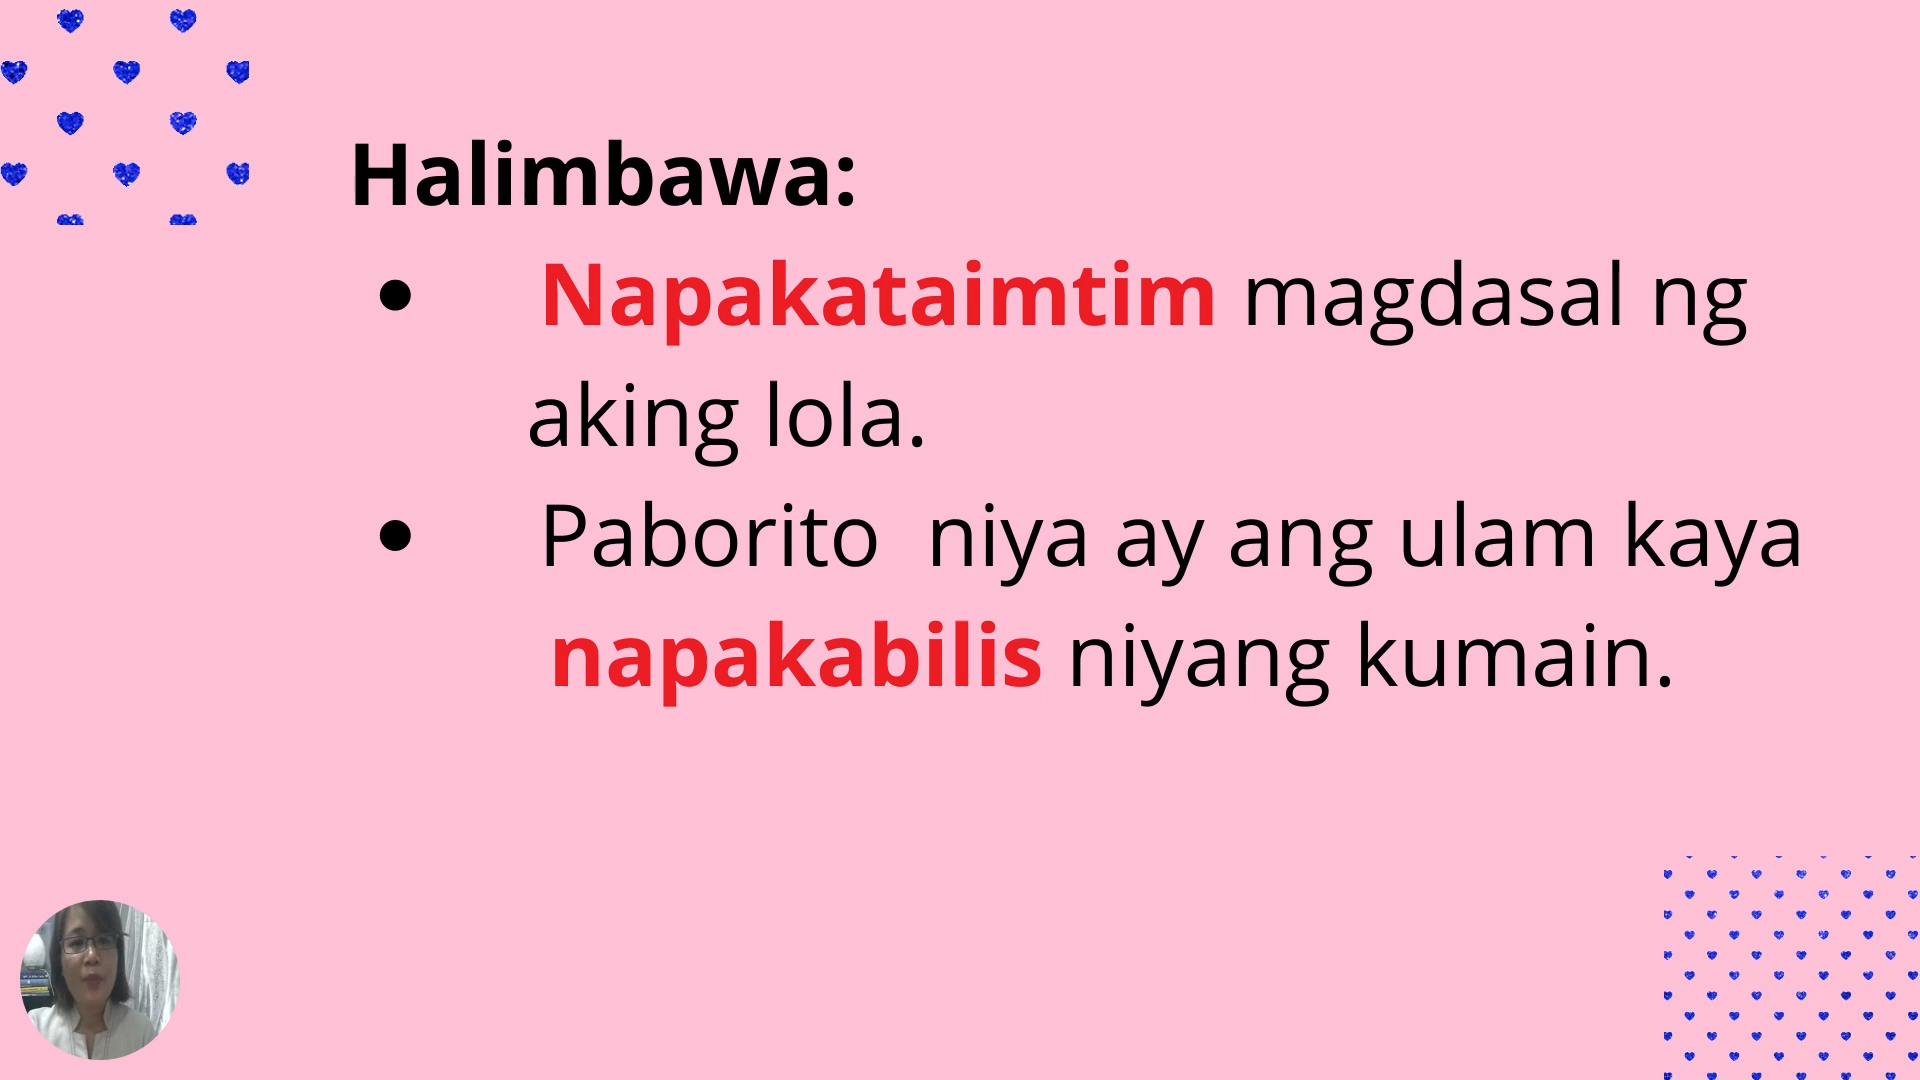 Halimbawa:
• Napakataimtim magdasal ng
aking lola.
• Paborito niya ay ang ulam kaya
napakabilis niyang kumain.